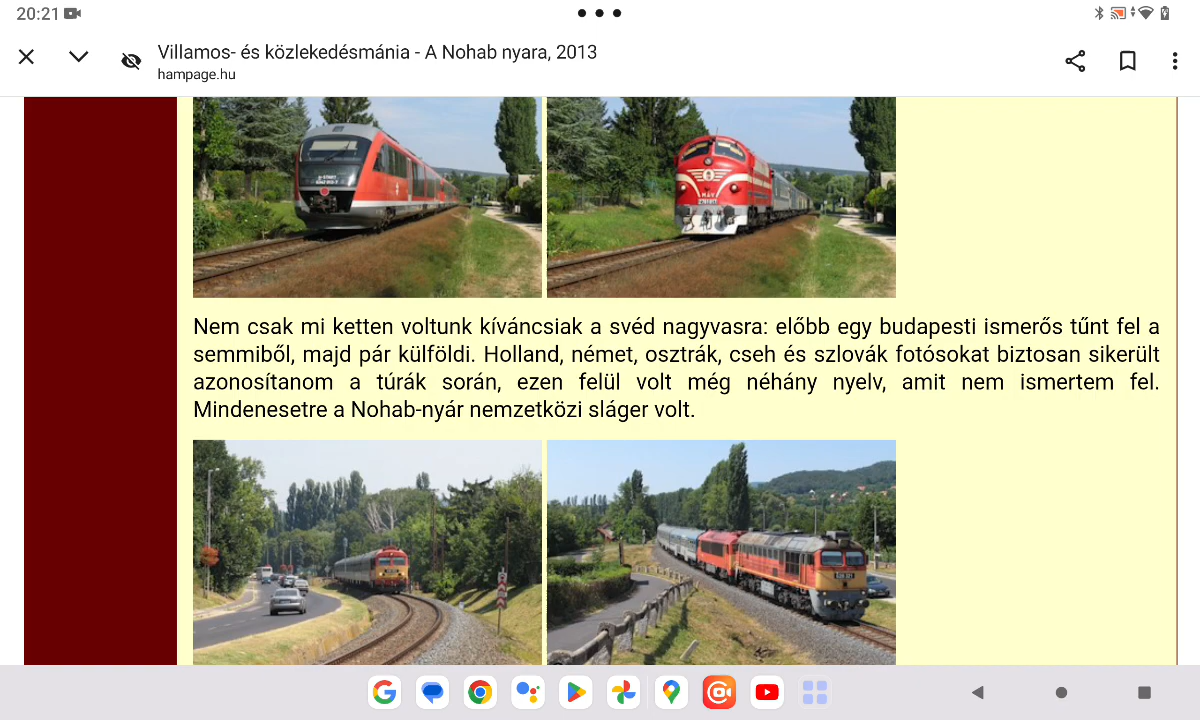 20:21
Villamos- és közlekedésmánia - A Nohab nyara, 2013
hampage.hu
Nem csak mi ketten voltunk kíváncsiak a svéd nagyvasra: előbb egy budapesti ismerős tűnt fel a
semmiből, majd pár külföldi. Holland, német, osztrák, cseh és szlovák fotósokat biztosan sikerült
azonosítanom a túrák során, ezen felül volt még néhány nyelv, amit nem ismertem fel.
Mindenesetre a Nohab-nyár nemzetközi sláger volt.